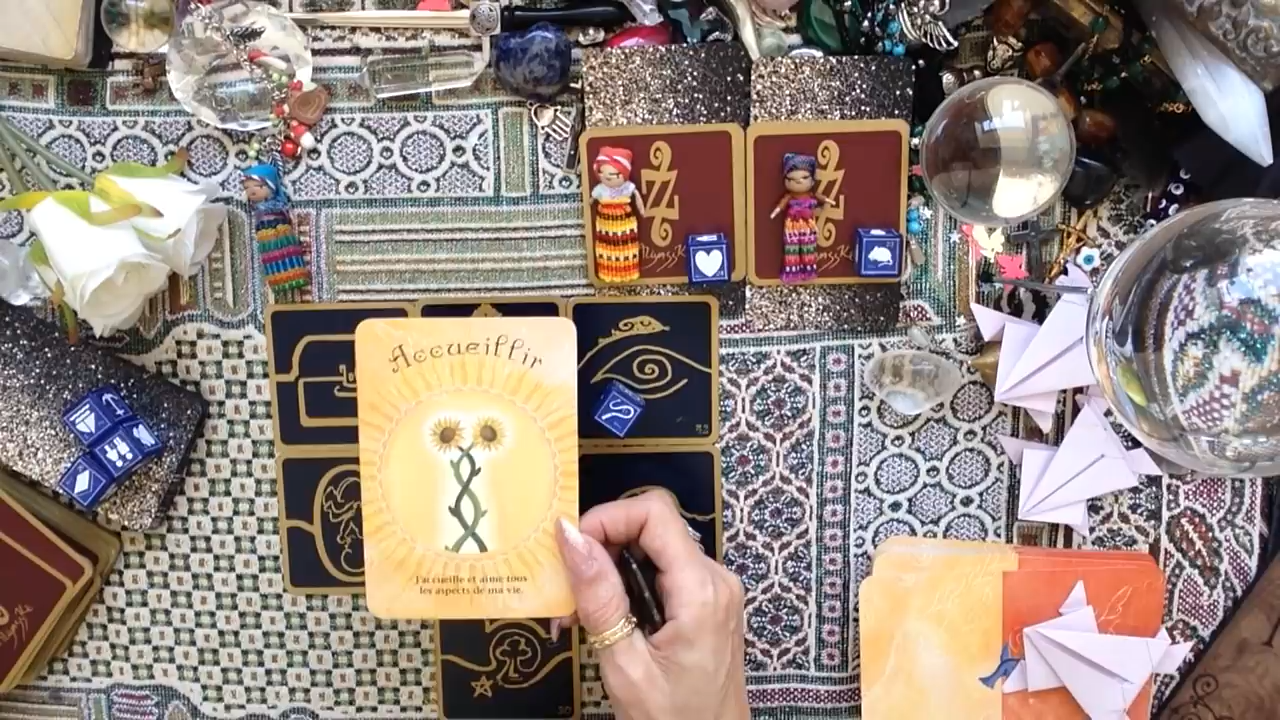 Accueillir
J'accueille et aime tous
les aspects de ma vie.